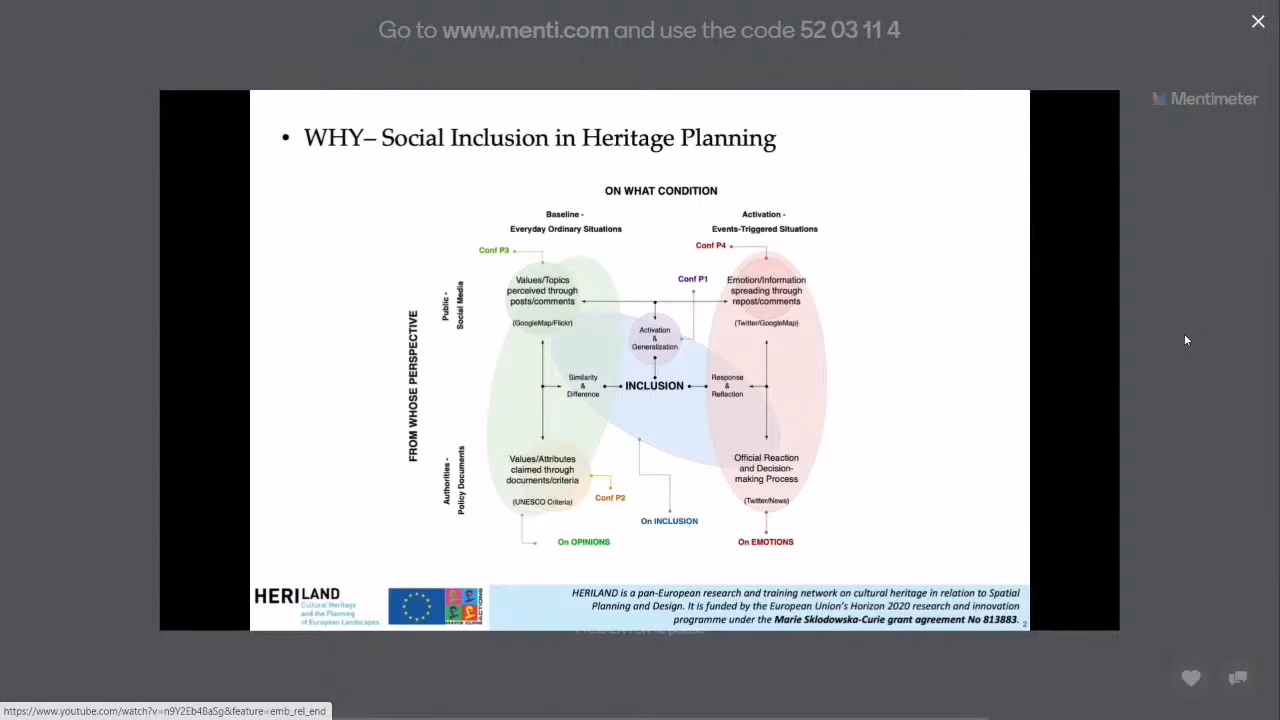 Go to www.menti.com and use the code 52 03 11 4
Mentimeter
• WHY– Social Inclusion in Heritage Planning
ON WHAT CONDITION
Baseline -
Everyday Ordinary Situations
Activation -
Events-Triggered Situations
Conf P3
Conf P4
Conf P1
FROM WHOSE PERSPECTIVE
Public -
Social Media
Values/Topics
perceived through
posts/comments
(GoogleMap/Flickr)
Emotion/Information
spreading through
repost/comments
(Twitter/GoogleMap)
Activation
&
Generalization
Similarity
&
Difference
INCLUSION
Response
&
Reflection
Authorities -
Policy Documents
Values/Attributes
claimed through
documents/criteria
(UNESCO Criteria)
Conf P2
Official Reaction
and Decision-
making Process
(Twitter/News)
On INCLUSION
On OPINIONS
On EMOTIONS
HERILAND
Cultural Heritage
and the Planning
of European Landscapes
MARIE CURIE
ACTIONS
HERILAND is a pan-European research and training network on cultural heritage in relation to Spatial
Planning and Design. It is funded by the European Union's Horizon 2020 research and innovation
programme under the Marie Sklodowska-Curie grant agreement No 813883.
2
https://www.youtube.com/watch?v=n9Y2Eb4BaSg&feature=emb_rel_end